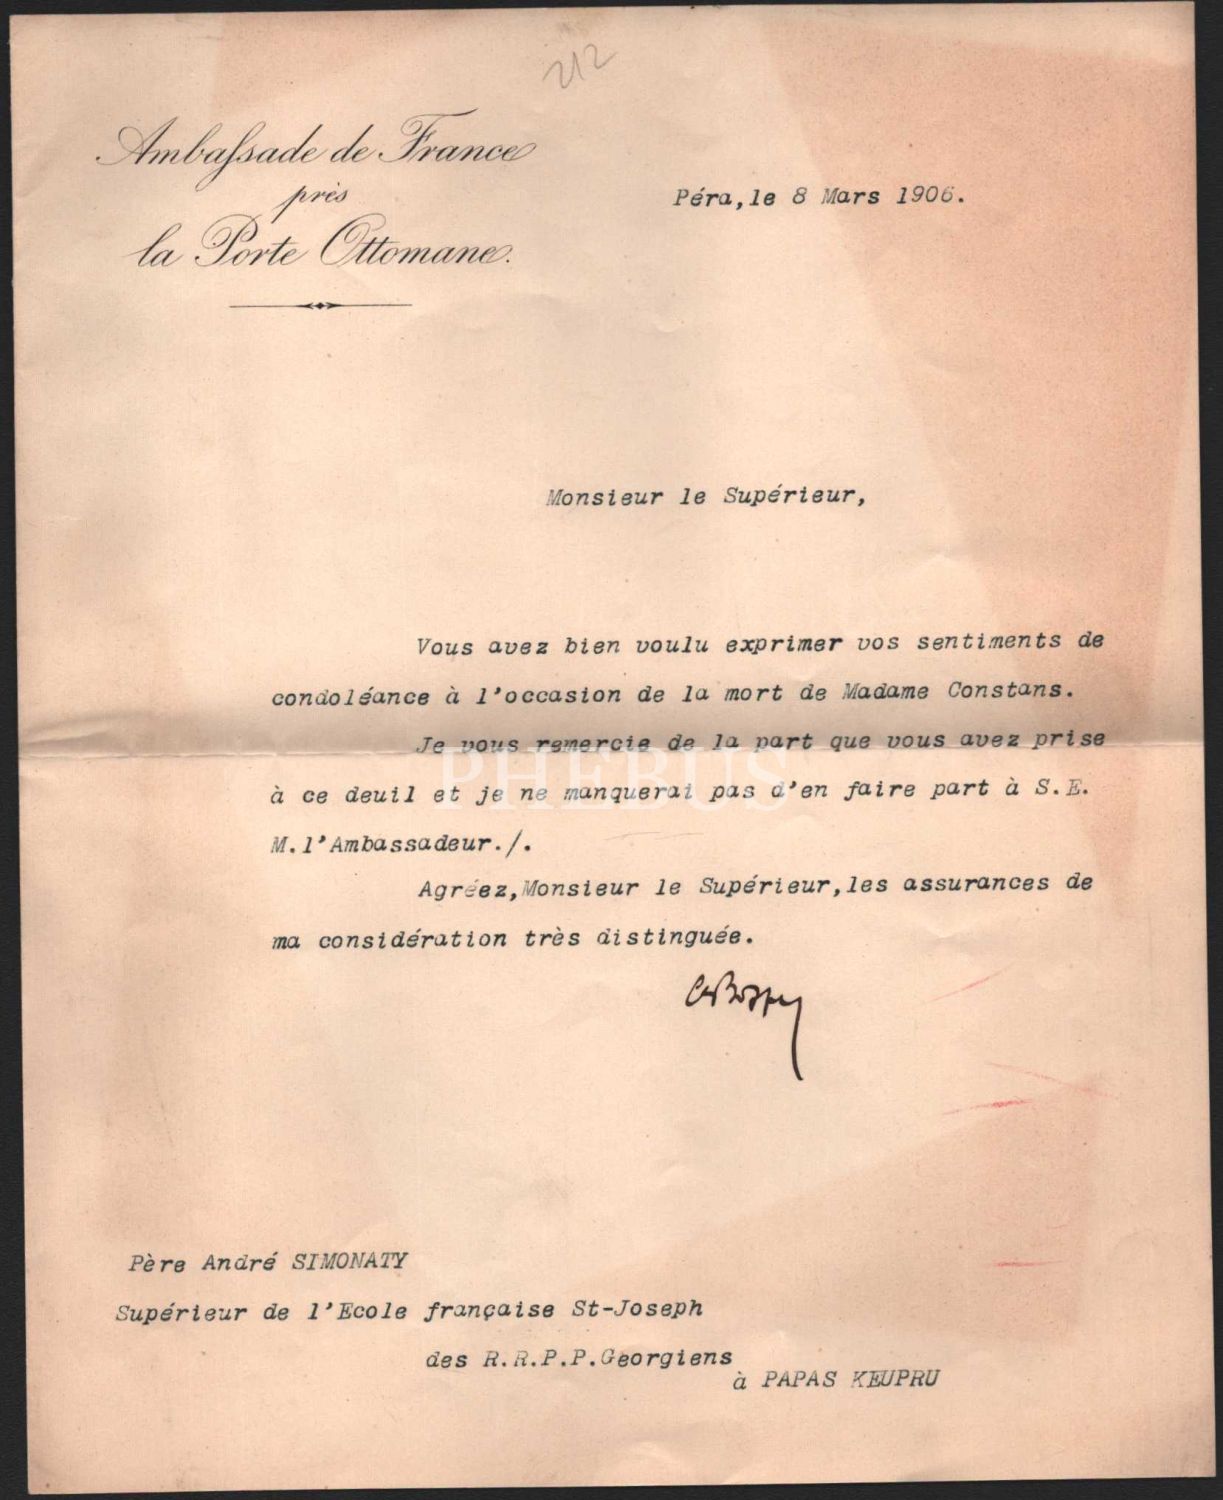 212
Ambassade de France
près
la Porte Ottomane.
Péra, le 8 Mars 1906.
Monsieur le Supérieur,
Vous avez bien voulu exprimer vos sentiments de
condoléance à l'occasion de la mort de Madame Constans.
Je vous remercie de la part que vous avez prise
PHEBUS
à ce deuil et je ne manquerai pas d'en faire part à S.E.
M.l'Ambassadeur./.
Agréez,Monsieur le Supérieur,les assurances de
ma considération très distinguée.
Père André SIMONATY
Supérieur de l'Ecole française St-Joseph
des R.R.P.P.Georgiens
à PAPAS KEUPRU